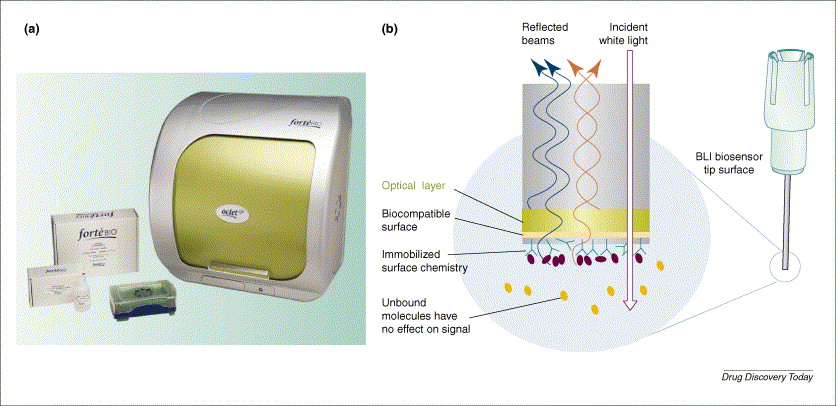 (a)
(b)
fortéBIO
octet
fortéBIO
Reflected
beams
Incident
white light
BLI biosensor
tip surface
Optical layer
Biocompatible
surface
Immobilized
surface chemistry
Unbound
molecules have
no effect on signal
Drug Discovery Today